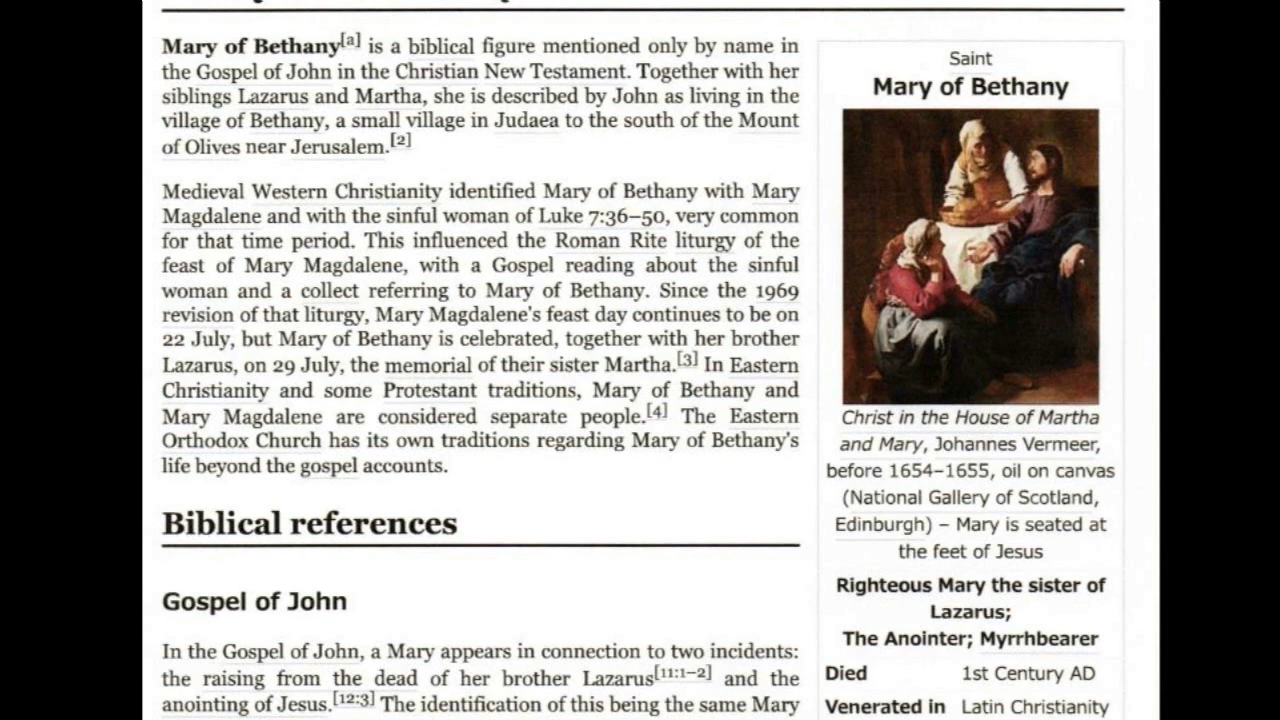 Mary of Bethany[a] is a biblical figure mentioned only by name in
the Gospel of John in the Christian New Testament. Together with her
siblings Lazarus and Martha, she is described by John as living in the
village of Bethany, a small village in Judaea to the south of the Mount
of Olives near Jerusalem.[2]
Medieval Western Christianity identified Mary of Bethany with Mary
Magdalene and with the sinful woman of Luke 7:36–50, very common
for that time period. This influenced the Roman Rite liturgy of the
feast of Mary Magdalene, with a Gospel reading about the sinful
woman and a collect referring to Mary of Bethany. Since the 1969
revision of that liturgy, Mary Magdalene's feast day continues to be on
22 July, but Mary of Bethany is celebrated, together with her brother
Lazarus, on 29 July, the memorial of their sister Martha.[3] In Eastern
Christianity and some Protestant traditions, Mary of Bethany and
Mary Magdalene are considered separate people.[4] The Eastern
Orthodox Church has its own traditions regarding Mary of Bethany's
life beyond the gospel accounts.
Biblical references
Gospel of John
In the Gospel of John, a Mary appears in connection to two incidents:
the raising from the dead of her brother Lazarus[11:1–2] and the
anointing of Jesus.[12:3] The identification of this being the same Mary
Saint
Mary of Bethany
Christ in the House of Martha
and Mary, Johannes Vermeer,
before 1654–1655, oil on canvas
(National Gallery of Scotland,
Edinburgh) – Mary is seated at
the feet of Jesus
Righteous Mary the sister of
Lazarus;
The Anointer; Myrrhbearer
Died 1st Century AD
Venerated in Latin Christianity